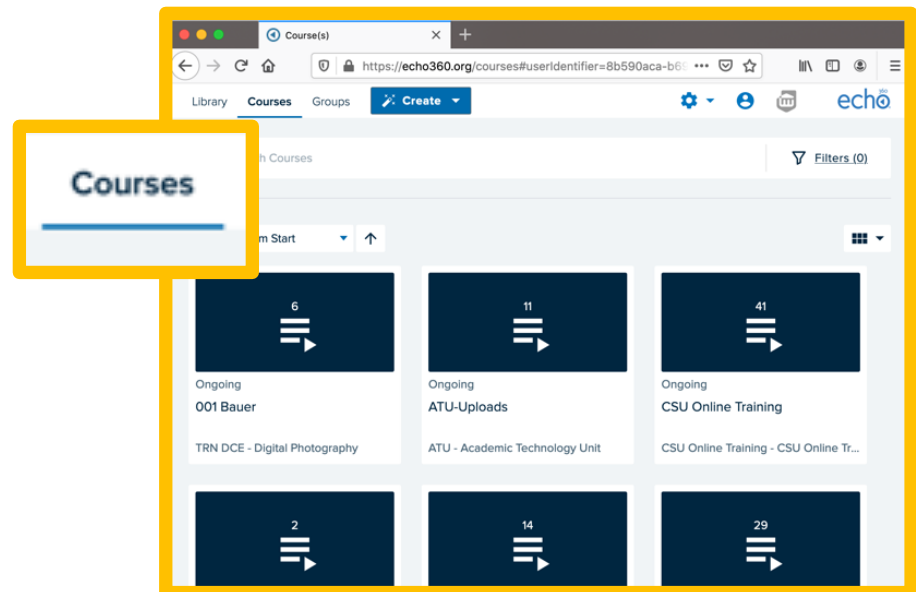 Course(s)
https://echo360.org/courses#userIdentifier=8b590aca-b6
Library Courses Groups Create echo
Courses
h Courses
Filters (0)
m Start
6 11 41
Ongoing Ongoing Ongoing
001 Bauer ATU-Uploads CSU Online Training
TRN DCE - Digital Photography ATU - Academic Technology Unit CSU Online Training - CSU Online Tr...
2 14 29